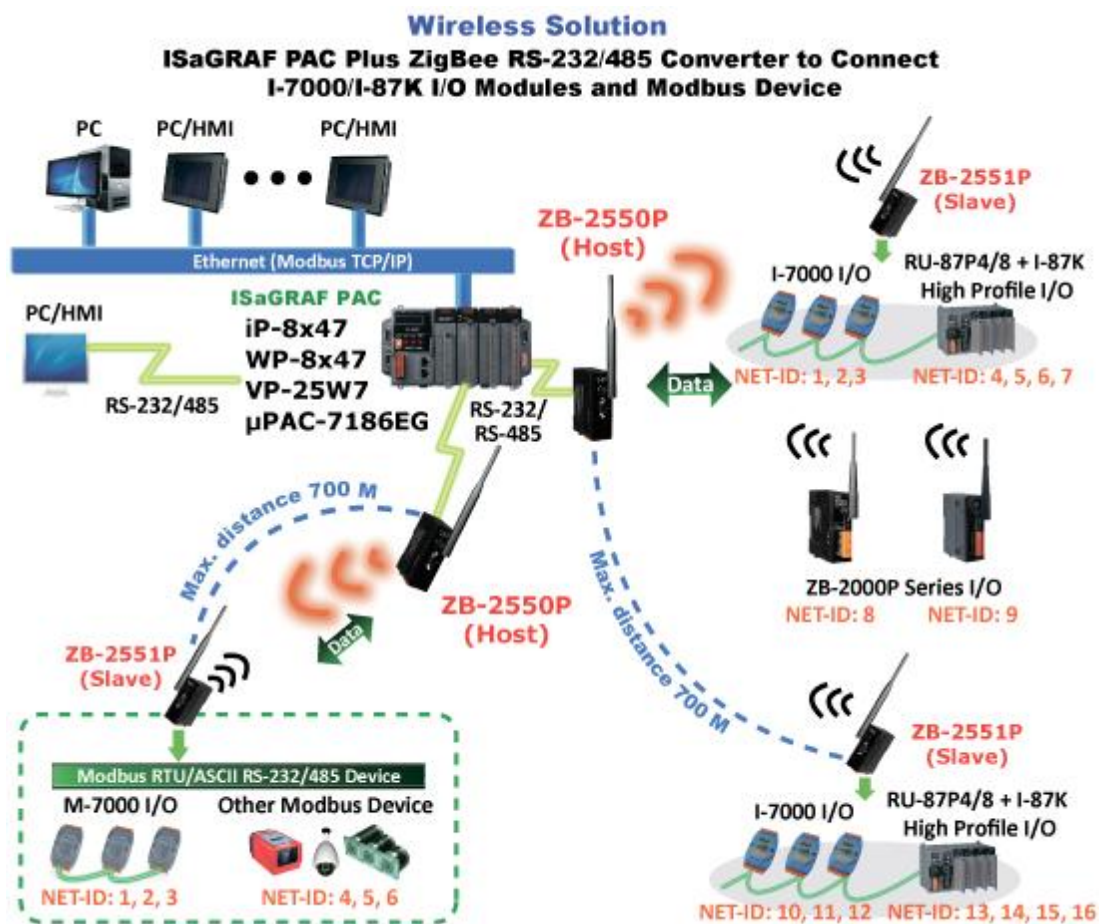 Wireless Solution
ISaGRAF PAC Plus ZigBee RS-232/485 Converter to Connect
I-7000/I-87K I/O Modules and Modbus Device
PC
PC/HMI
PC/HMI
Ethernet (Modbus TCP/IP)
PC/HMI
RS-232/485
ISaGRAF PAC
iP-8x47
WP-8x47
VP-25W7
µPAC-7186EG
RS-232/
RS-485
ZB-2550P
(Host)
Data
ZB-2551P
(Slave)
I-7000 I/O
RU-87P4/8 + I-87K
High Profile I/O
NET-ID: 1, 2,3
NET-ID: 4, 5, 6, 7
ZB-2000P Series I/O
NET-ID: 8
NET-ID: 9
Max. distance 700 M
ZB-2550P
(Host)
Data
Max. distance 700 M
ZB-2551P
(Slave)
Modbus RTU/ASCII RS-232/485 Device
M-7000 I/O
Other Modbus Device
NET-ID: 1, 2, 3
NET-ID: 4, 5, 6
ZB-2551P
(Slave)
I-7000 I/O
RU-87P4/8 + I-87K
High Profile I/O
NET-ID: 10, 11, 12
NET-ID: 13, 14, 15, 16